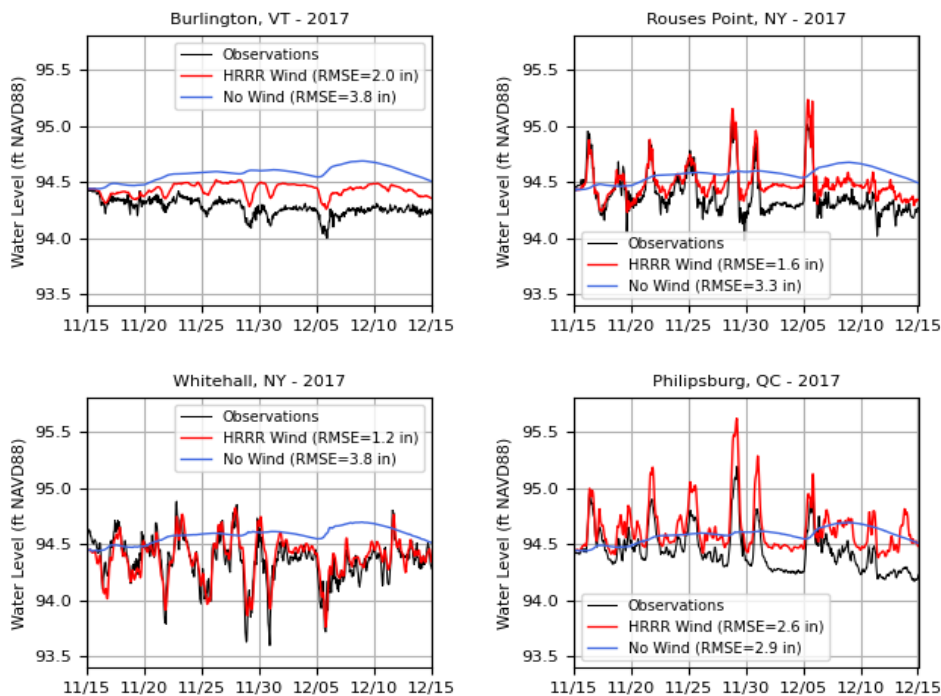 Burlington, VT - 2017
Water Level (ft NAVD88)
95.5
95.0
94.5
94.0
93.5
Observations
HRRR Wind (RMSE=2.0 in)
No Wind (RMSE=3.8 in)
11/15 11/20 11/25 11/30 12/05 12/10 12/15
Rouses Point, NY - 2017
Water Level (ft NAVD88)
95.5
95.0
94.5
94.0
93.5
Observations
HRRR Wind (RMSE=1.6 in)
No Wind (RMSE=3.3 in)
11/15 11/20 11/25 11/30 12/05 12/10 12/15
Whitehall, NY - 2017
Water Level (ft NAVD88)
95.5
95.0
94.5
94.0
93.5
Observations
HRRR Wind (RMSE=1.2 in)
No Wind (RMSE=3.8 in)
11/15 11/20 11/25 11/30 12/05 12/10 12/15
Philipsburg, QC - 2017
Water Level (ft NAVD88)
95.5
95.0
94.5
94.0
93.5
Observations
HRRR Wind (RMSE=2.6 in)
No Wind (RMSE=2.9 in)
11/15 11/20 11/25 11/30 12/05 12/10 12/15